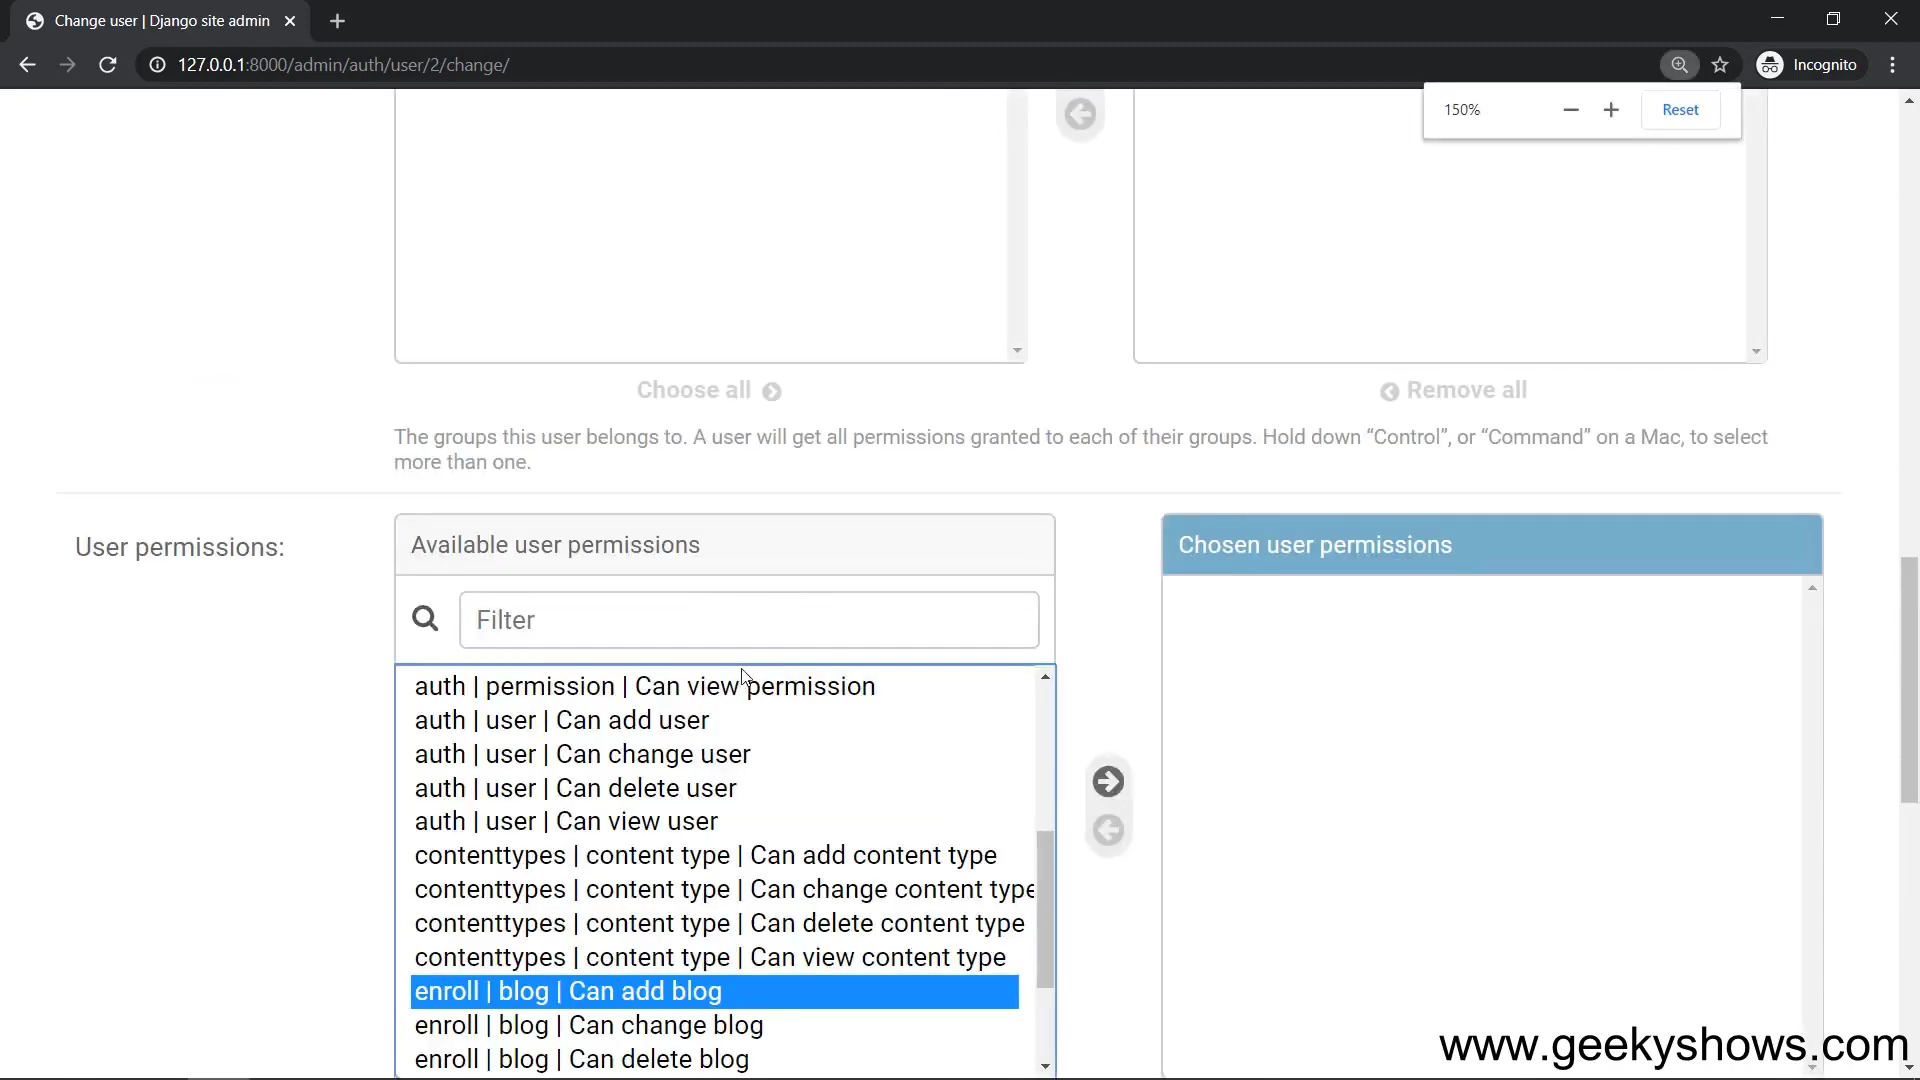 Change user | Django site admin
127.0.0.1:8000/admin/auth/user/2/change/
Incognito
150%
Reset
Choose all
Remove all
The groups this user belongs to. A user will get all permissions granted to each of their groups. Hold down “Control”, or “Command” on a Mac, to select
more than one.
User permissions:
Available user permissions
Chosen user permissions
Filter
auth | permission | Can view permission
auth | user | Can add user
auth | user | Can change user
auth | user | Can delete user
auth | user | Can view user
contenttypes | content type | Can add content type
contenttypes | content type | Can change content type
contenttypes | content type | Can delete content type
contenttypes | content type | Can view content type
enroll | blog | Can add blog
enroll | blog | Can change blog
enroll | blog | Can delete blog
www.geekyshows.com